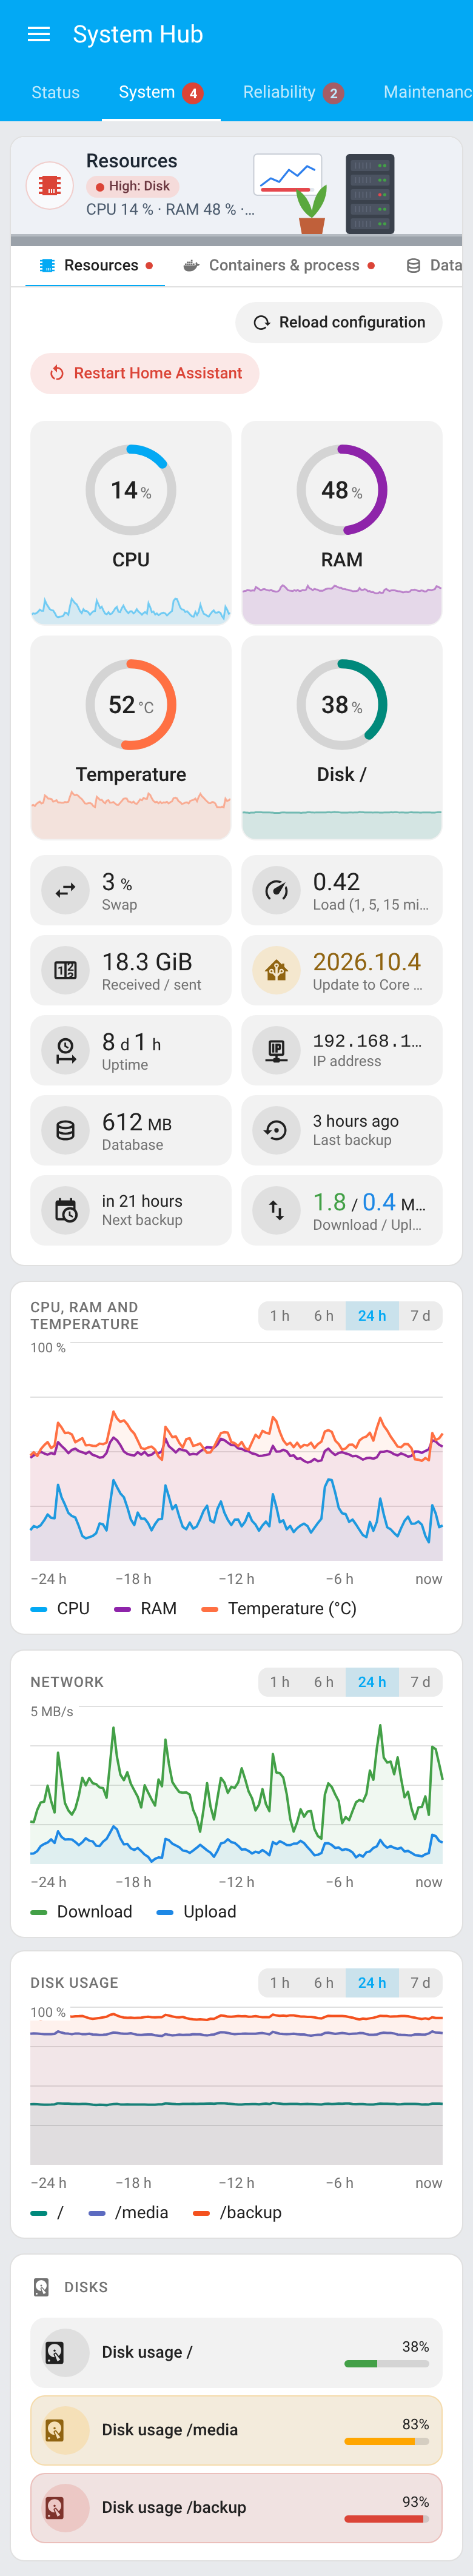 System Hub
Status
System 4
Reliability 2
Maintenanc
Resources
High: Disk
CPU 14 % · RAM 48 % ·...
Resources
Containers & process
Data
Reload configuration
Restart Home Assistant
14 %
CPU
48 %
RAM
52 °C
Temperature
38 %
Disk /
3 %
Swap
0.42
Load (1, 5, 15 mi...
18.3 GiB
Received / sent
2026.10.4
Update to Core ...
8 d 1 h
Uptime
IP
192.168.1...
IP address
612 MB
Database
3 hours ago
Last backup
in 21 hours
Next backup
1.8 / 0.4 M...
Download / Upl...
CPU, RAM AND
TEMPERATURE
1 h 6 h 24 h 7 d
100 %
−24 h −18 h −12 h −6 h now
CPU RAM Temperature (°C)
NETWORK
1 h 6 h 24 h 7 d
5 MB/s
−24 h −18 h −12 h −6 h now
Download Upload
DISK USAGE
1 h 6 h 24 h 7 d
100 %
−24 h −18 h −12 h −6 h now
/ /media /backup
DISKS
Disk usage /
38%
Disk usage /media
83%
Disk usage /backup
93%